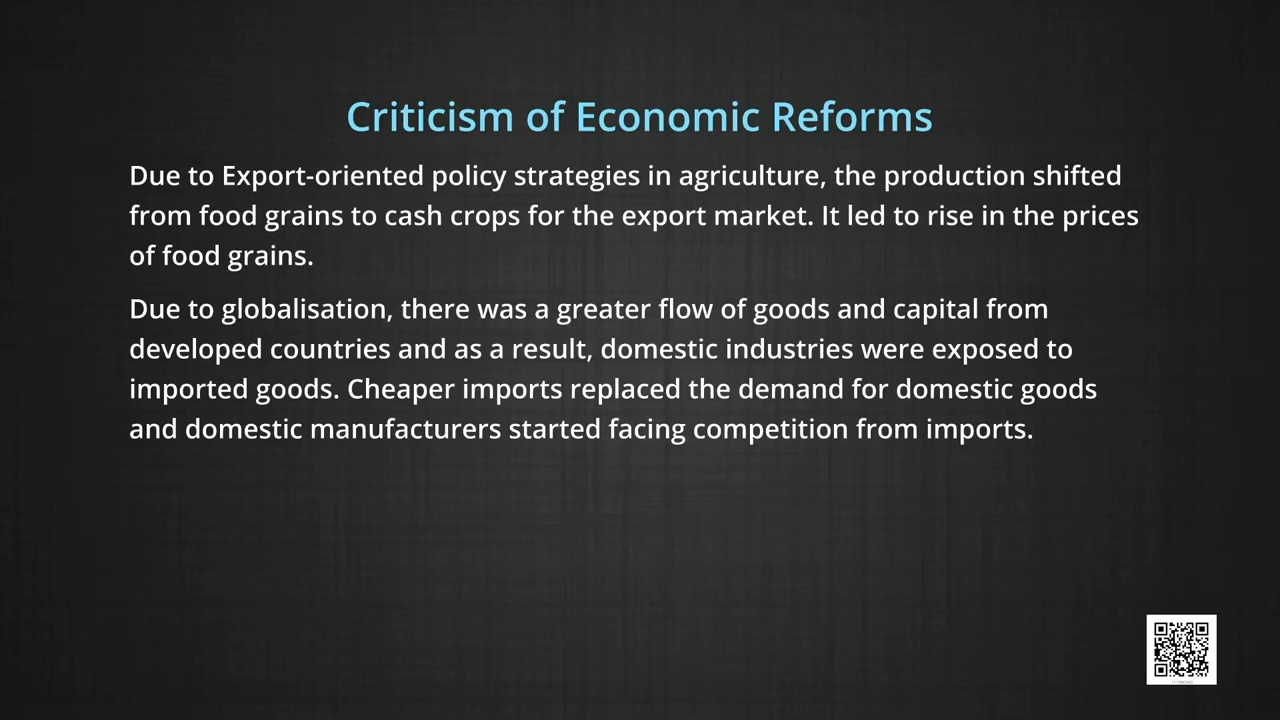 Criticism of Economic Reforms
Due to Export-oriented policy strategies in agriculture, the production shifted
from food grains to cash crops for the export market. It led to rise in the prices
of food grains.
Due to globalisation, there was a greater flow of goods and capital from
developed countries and as a result, domestic industries were exposed to
imported goods. Cheaper imports replaced the demand for domestic goods
and domestic manufacturers started facing competition from imports.